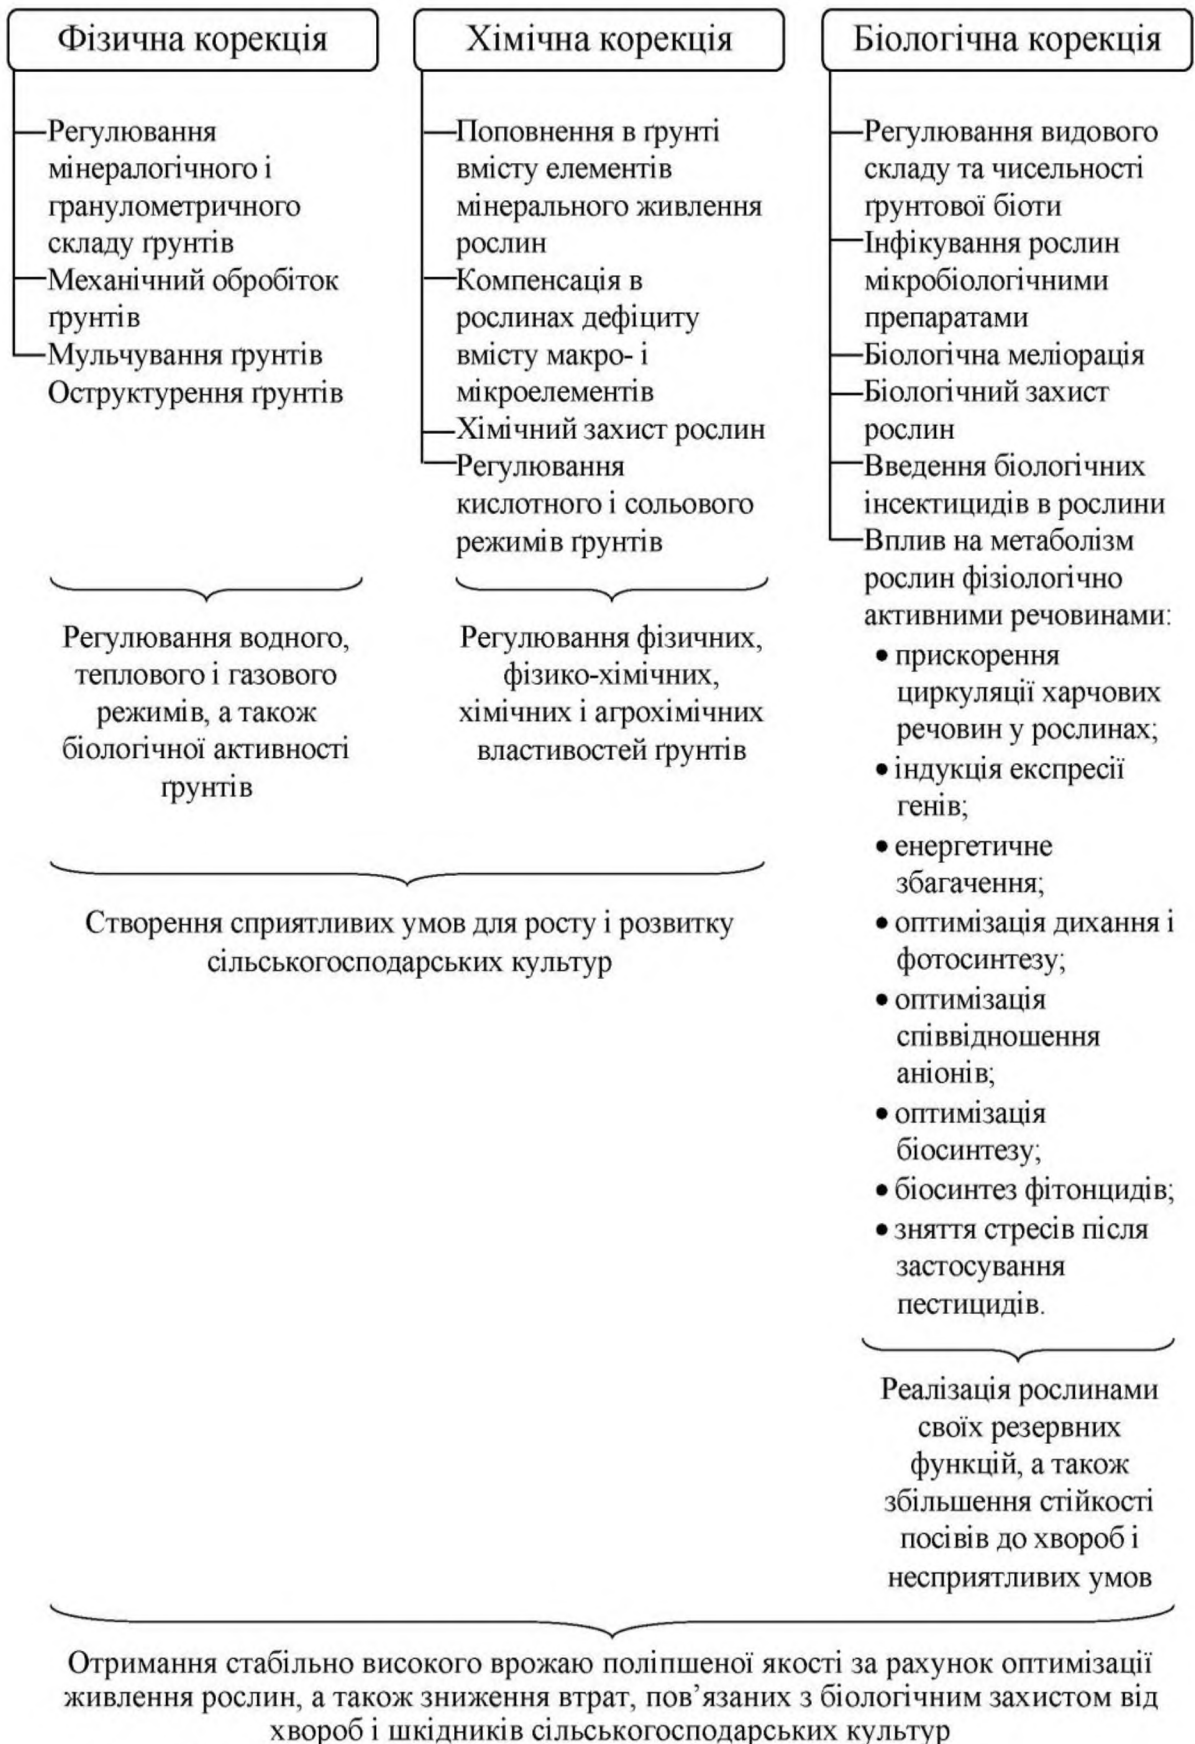 Фізична корекція
Регулювання
мінералогічного і
гранулометричного
складу ґрунтів
Механічний обробіток
ґрунтів
Мульчування ґрунтів
Оструктурення ґрунтів
Регулювання водного,
теплового і газового
режимів, а також
біологічної активності
ґрунтів
Хімічна корекція
Поповнення в ґрунті
вмісту елементів
мінерального живлення
рослин
Компенсація в
рослинах дефіциту
вмісту макро- і
мікроелементів
Хімічний захист рослин
Регулювання
кислотного і сольового
режимів ґрунтів
Регулювання фізичних,
фізико-хімічних,
хімічних і агрохімічних
властивостей ґрунтів
Створення сприятливих умов для росту і розвитку
сільськогосподарських культур
Біологічна корекція
Регулювання видового
складу та чисельності
ґрунтової біоти
Інфікування рослин
мікробіологічними
препаратами
Біологічна меліорація
Біологічний захист
рослин
Введення біологічних
інсектицидів в рослини
Вплив на метаболізм
рослин фізіологічно
активними речовинами:
• прискорення
циркуляції харчових
речовин у рослинах;
• індукція експресії
генів;
• енергетичне
збагачення;
• оптимізація дихання і
фотосинтезу;
• оптимізація
співвідношення
аніонів;
• оптимізація
біосинтезу;
• біосинтез фітонцидів;
• зняття стресів після
застосування
пестицидів.
Реалізація рослинами
своїх резервних
функцій, а також
збільшення стійкості
посівів до хвороб і
несприятливих умов
Отримання стабільно високого врожаю поліпшеної якості за рахунок оптимізації
живлення рослин, а також зниження втрат, пов’язаних з біологічним захистом від
хвороб і шкідників сільськогосподарських культур